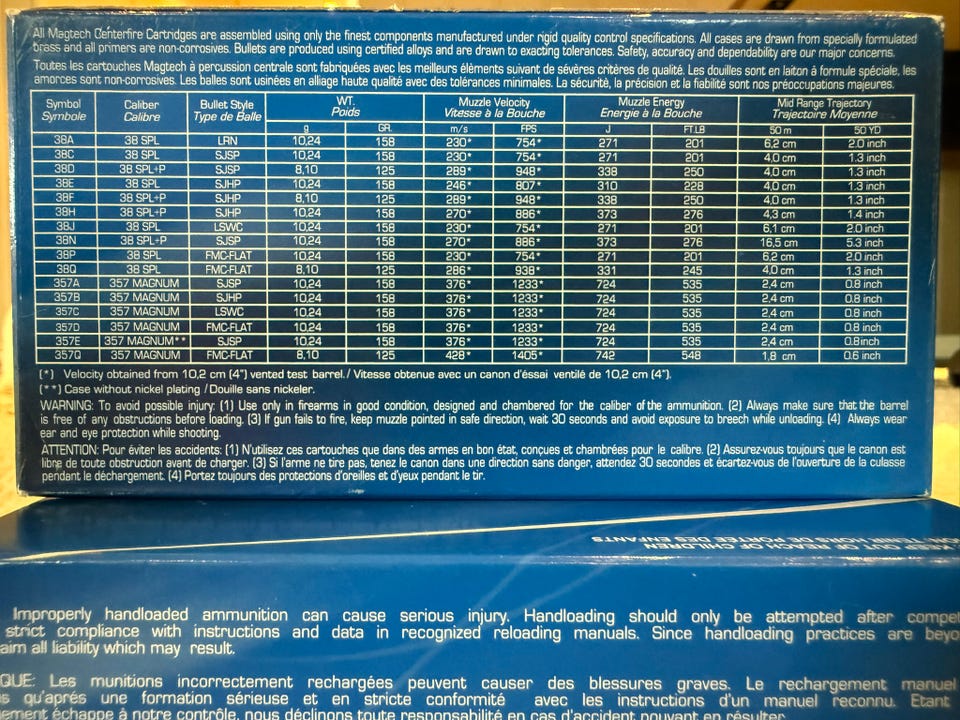 All Magtech Centerfire Cartridges are assembled using only the finest components manufactured under rigid quality control specifications. All cases are drawn from specially formulated
brass and all primers are non-corrosives. Bullets are produced using certified alloys and are drawn to exacting tolerances. Safety, accuracy and dependability are our major concerns.
Toutes les cartouches Magtech à percussion centrale sont fabriquées avec les meilleurs éléments suivant de sévères critères de qualité. Les douilles sont en laiton à formule spéciale, les
amorces sont non-corrosives. Les balles sont usinées en alliage haute qualité avec des tolérances minimales. La sécurité, la précision et la fiabilité sont nos préoccupations majeures.
Symbol Caliber Bullet Style WT. Muzzle Velocity Muzzle Energy Mid Range Trajectory
Symbole Calibre Type de Balle Poids Vitesse à la Bouche Energie à la Bouche Trajectoire Moyenne
g GR. m/s FPS J FT.LB 50 m 50 YD
38A 38 SPL LRN 10,24 158 230* 754* 271 201 6,2 cm 2.0 inch
38C 38 SPL SJSP 10,24 158 230* 754* 271 201 4,0 cm 1.3 inch
38D 38 SPL+P SJSP 8,10 125 289* 948* 338 250 4,0 cm 1.3 inch
38E 38 SPL SJHP 10,24 158 246* 807* 310 228 4,0 cm 1.3 inch
38F 38 SPL+P SJHP 8,10 125 289* 948* 338 250 4,0 cm 1.3 inch
38H 38 SPL+P SJHP 10,24 158 270* 886* 373 276 4,3 cm 1.4 inch
38J 38 SPL LSWC 10,24 158 230* 754* 271 201 6,1 cm 2.0 inch
38N 38 SPL+P SJSP 10,24 158 270* 886* 373 276 16,5 cm 5.3 inch
38P 38 SPL FMC-FLAT 10,24 158 230* 754* 271 201 6,2 cm 2.0 inch
38Q 38 SPL FMC-FLAT 8,10 125 286* 938* 331 245 4,0 cm 1.3 inch
357A 357 MAGNUM SJSP 10,24 158 376* 1233* 724 535 2,4 cm 0.8 inch
357B 357 MAGNUM SJHP 10,24 158 376* 1233* 724 535 2,4 cm 0.8 inch
357C 357 MAGNUM LSWC 10,24 158 376* 1233* 724 535 2,4 cm 0.8 inch
357D 357 MAGNUM FMC-FLAT 10,24 158 376* 1233* 724 535 2,4 cm 0.8 inch
357E 357 MAGNUM** SJSP 10,24 158 376* 1233* 724 535 2,4 cm 0.8inch
357Q 357 MAGNUM FMC-FLAT 8,10 125 428* 1405* 742 548 1,8 cm 0.6 inch
(*) Velocity obtained from 10,2 cm (4") vented test barrel./ Vitesse obtenue avec un canon d'éssai ventilé de 10,2 cm (4").
(**) Case without nickel plating / Douille sans nickeler.
WARNING: To avoid possible injury: (1) Use only in firearms in good condition, designed and chambered for the caliber of the ammunition. (2) Always make sure that the barrel
is free of any obstructions before loading. (3) If gun fails to fire, keep muzzle pointed in safe direction, wait 30 seconds and avoid exposure to breech while unloading. (4) Always wear
ear and eye protection while shooting.
ATTENTION: Pour éviter les accidents: (1) N'utilisez ces cartouches que dans des armes en bon état, conçues et chambrées pour le calibre. (2) Assurez-vous toujours que le canon est
libre de toute obstruction avant de charger. (3) Si l'arme ne tire pas, tenez le canon dans une direction sans danger, attendez 30 secondes et écartez-vous de l'ouverture de la culasse
pendant le déchargement. (4) Portez toujours des protections d'oreilles et d'yeux pendant le tir.
KEEP OUT OF REACH OF CHILDREN
TENIR HORS DE PORTÉE DES ENFANTS
Improperly handloaded ammunition can cause serious injury. Handloading should only be attempted after compe
strict compliance with instructions and data in recognized reloading manuals. Since handloading practices are beyo
aim all liability which may result.
QUE: Les munitions incorrectement rechargées peuvent causer des blessures graves. Le rechargement manuel
s qu'après une formation sérieuse et en stricte conformité avec les instructions d'un manuel reconnu. Etant
ement échappe à notre contrôle, nous déclinons toute responsabilité en cas d'accident pouvant en résulter.